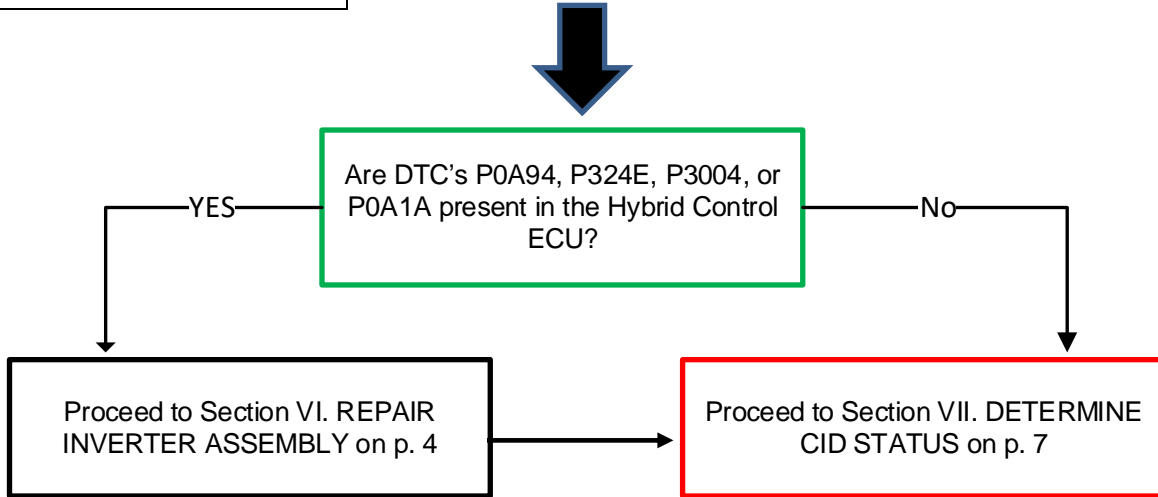 Are DTC's P0A94, P324E, P3004, or
P0A1A present in the Hybrid Control
ECU?
YES
No
Proceed to Section VI. REPAIR
INVERTER ASSEMBLY on p. 4
Proceed to Section VII. DETERMINE
CID STATUS on p. 7